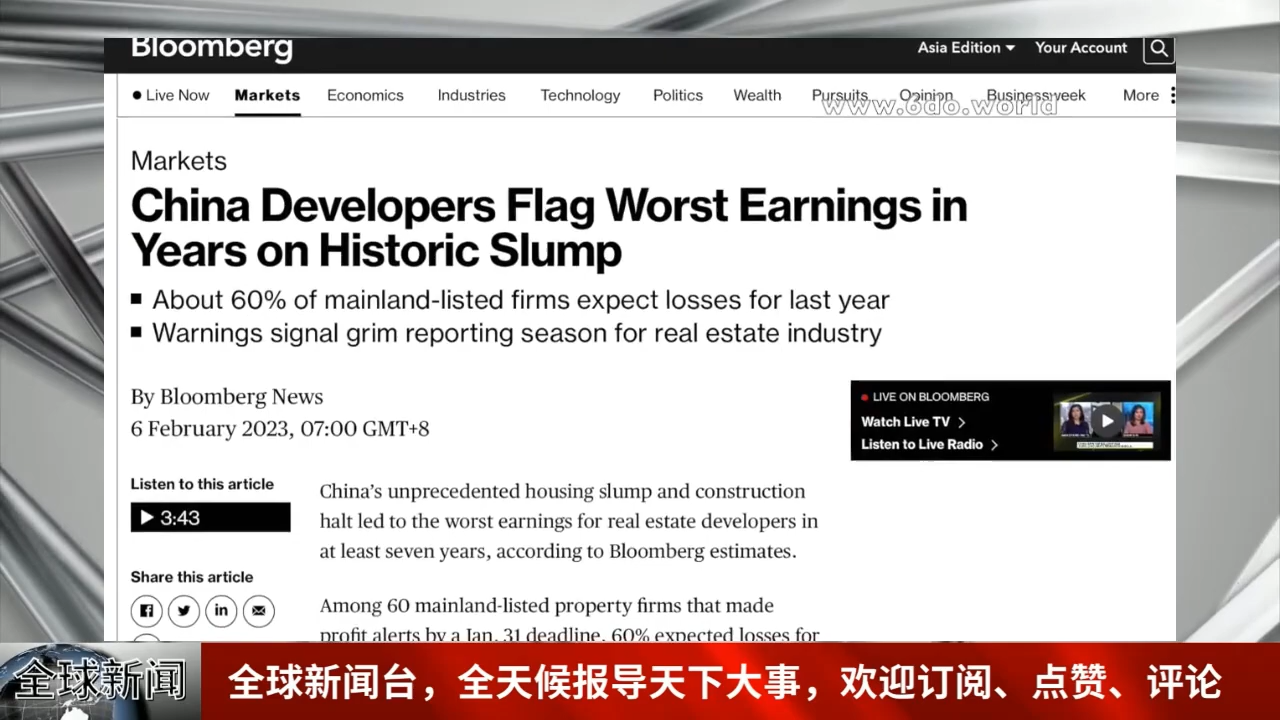 Bloomberg
Asia Edition
Your Account
Live Now
Markets
Economics
Industries
Technology
Politics
Wealth
Pursuits
Opinion
Businessweek
More
www.6do.world
Markets
China Developers Flag Worst Earnings in
Years on Historic Slump
About 60% of mainland-listed firms expect losses for last year
Warnings signal grim reporting season for real estate industry
By Bloomberg News
6 February 2023, 07:00 GMT+8
LIVE ON BLOOMBERG
Watch Live TV
Listen to Live Radio
Listen to this article
3:43
China’s unprecedented housing slump and construction
halt led to the worst earnings for real estate developers in
at least seven years, according to Bloomberg estimates.
Share this article
Among 60 mainland-listed property firms that made
profit alerts by a Jan. 31 deadline, 60% expected losses for
全球新闻
全球新闻台，全天候报导天下大事，欢迎订阅、点赞、评论